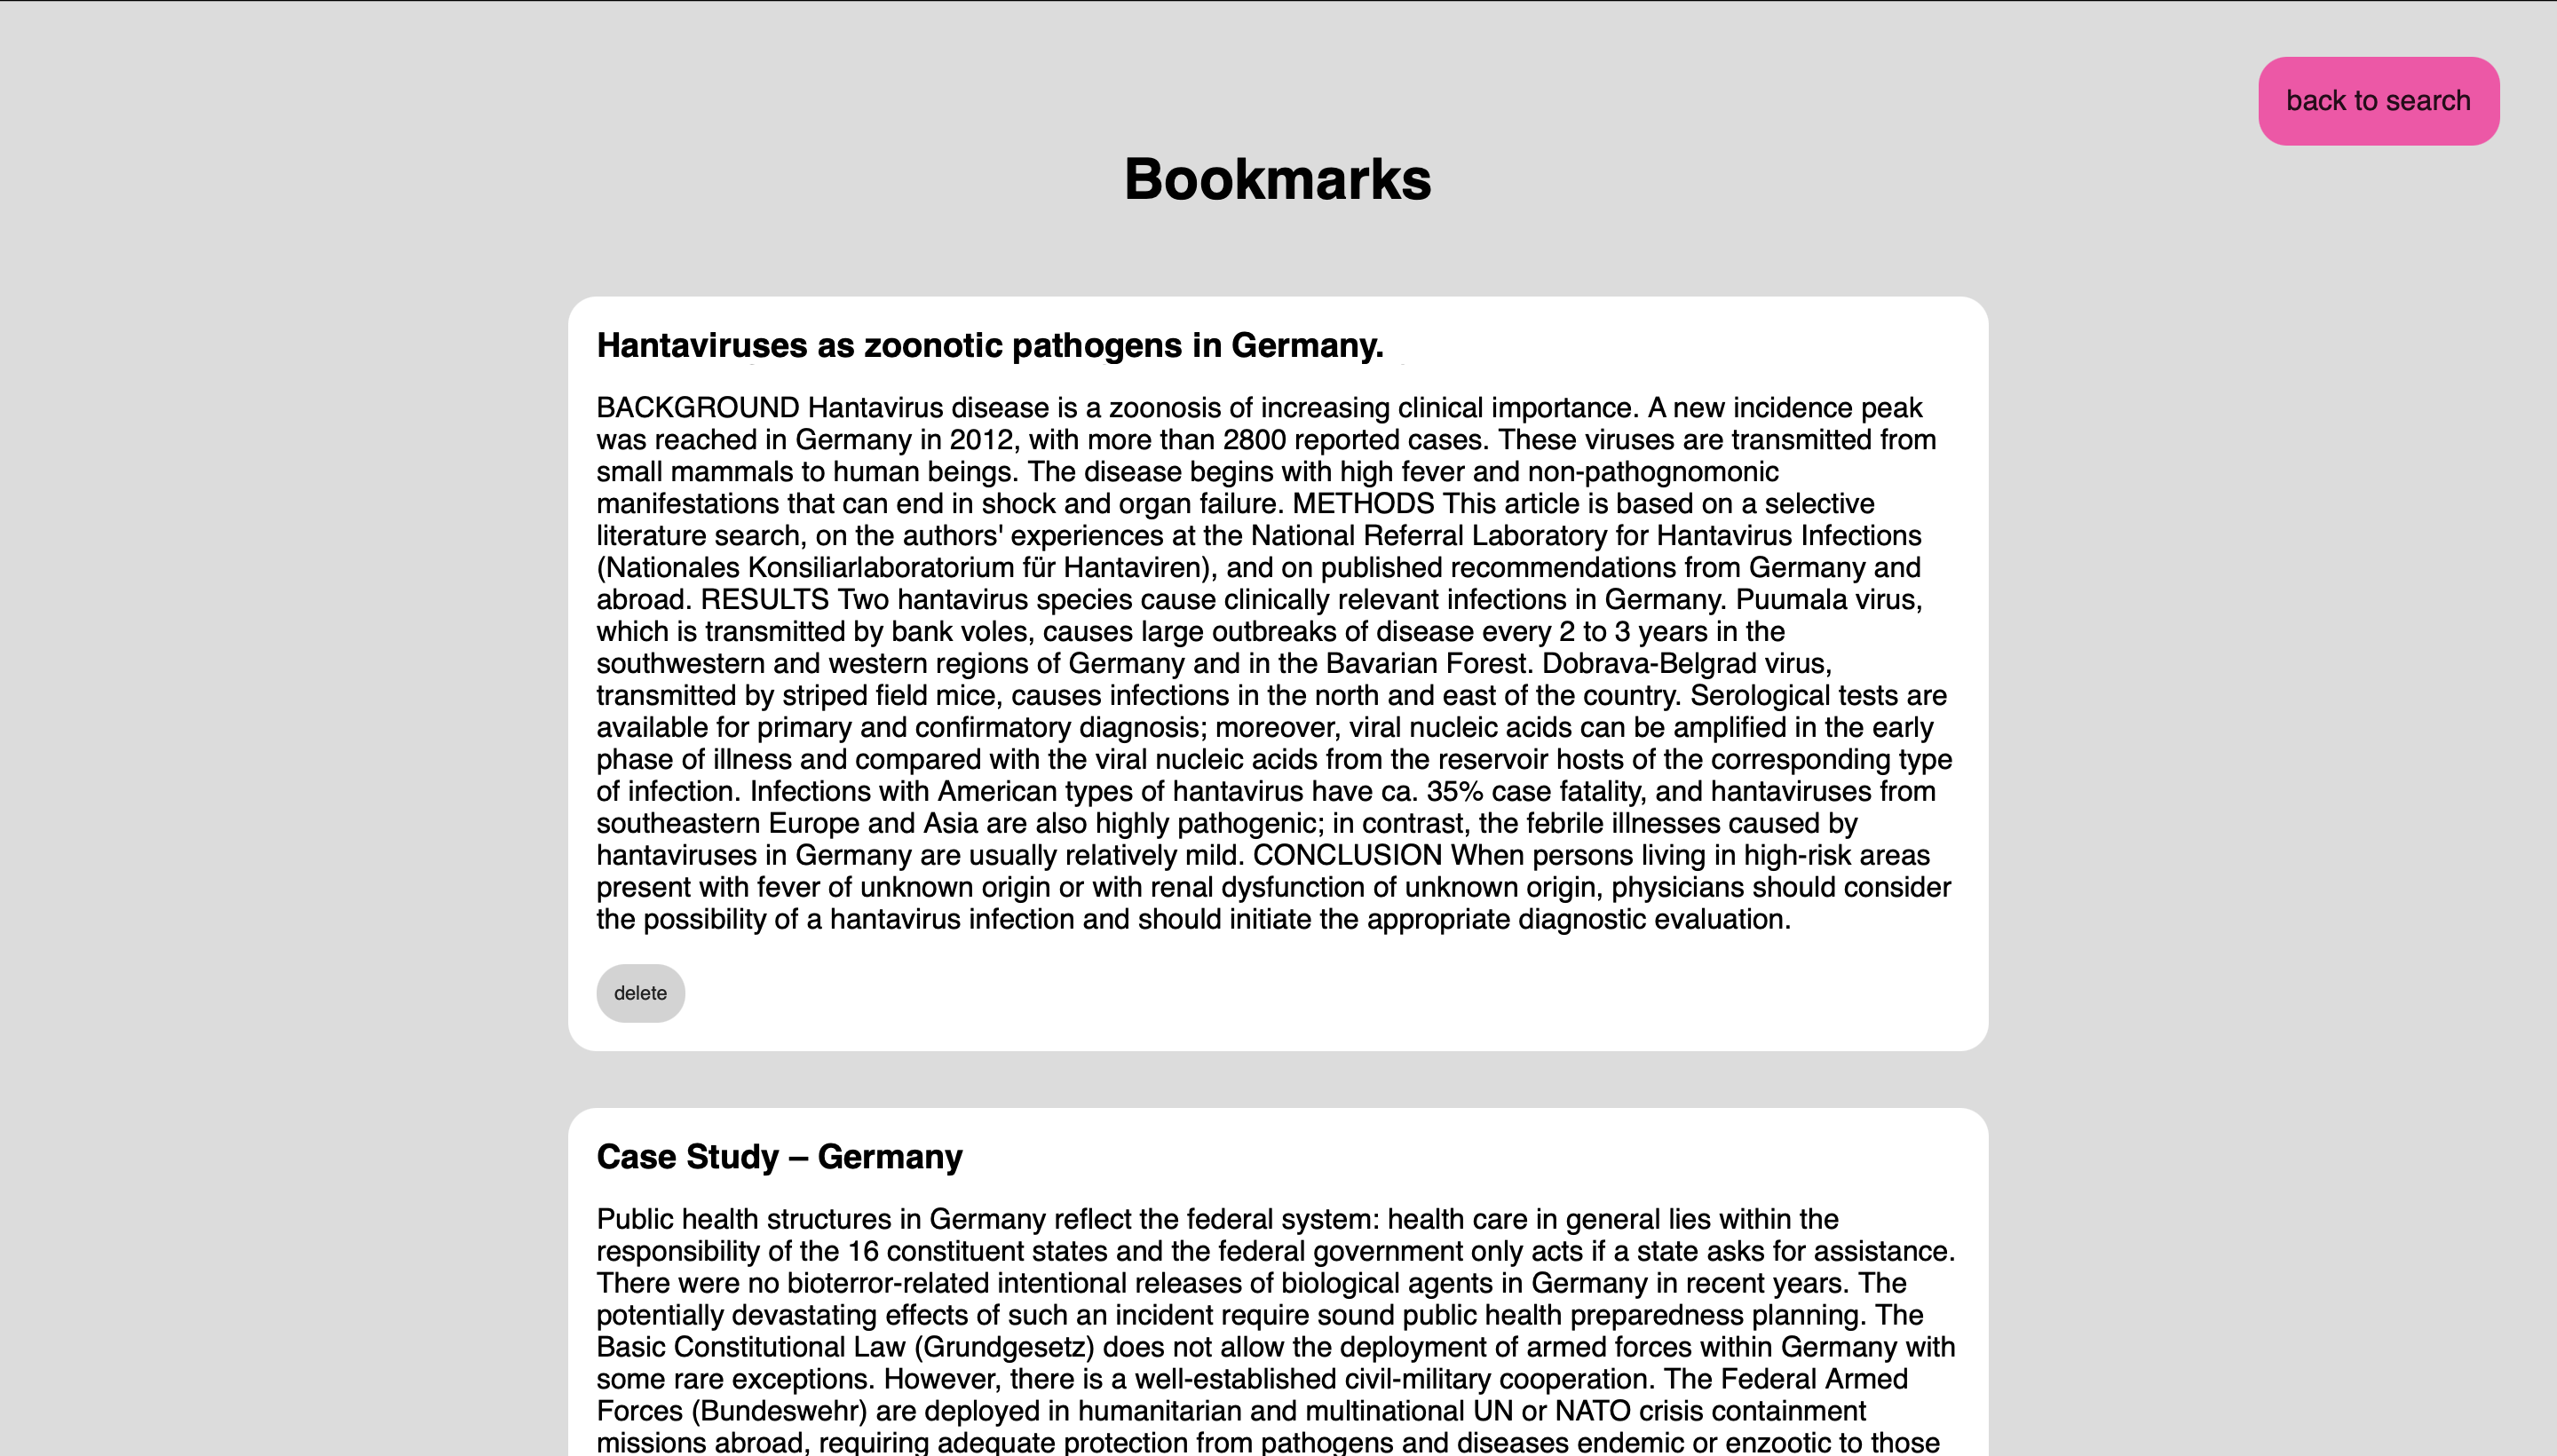 back to search
Bookmarks
Hantaviruses as zoonotic pathogens in Germany.
BACKGROUND Hantavirus disease is a zoonosis of increasing clinical importance. A new incidence peak
was reached in Germany in 2012, with more than 2800 reported cases. These viruses are transmitted from
small mammals to human beings. The disease begins with high fever and non-pathognomonic
manifestations that can end in shock and organ failure. METHODS This article is based on a selective
literature search, on the authors' experiences at the National Referral Laboratory for Hantavirus Infections
(Nationales Konsiliarlaboratorium für Hantaviren), and on published recommendations from Germany and
abroad. RESULTS Two hantavirus species cause clinically relevant infections in Germany. Puumala virus,
which is transmitted by bank voles, causes large outbreaks of disease every 2 to 3 years in the
southwestern and western regions of Germany and in the Bavarian Forest. Dobrava-Belgrad virus,
transmitted by striped field mice, causes infections in the north and east of the country. Serological tests are
available for primary and confirmatory diagnosis; moreover, viral nucleic acids can be amplified in the early
phase of illness and compared with the viral nucleic acids from the reservoir hosts of the corresponding type
of infection. Infections with American types of hantavirus have ca. 35% case fatality, and hantaviruses from
southeastern Europe and Asia are also highly pathogenic; in contrast, the febrile illnesses caused by
hantaviruses in Germany are usually relatively mild. CONCLUSION When persons living in high-risk areas
present with fever of unknown origin or with renal dysfunction of unknown origin, physicians should consider
the possibility of a hantavirus infection and should initiate the appropriate diagnostic evaluation.
delete
Case Study – Germany
Public health structures in Germany reflect the federal system: health care in general lies within the
responsibility of the 16 constituent states and the federal government only acts if a state asks for assistance.
There were no bioterror-related intentional releases of biological agents in Germany in recent years. The
potentially devastating effects of such an incident require sound public health preparedness planning. The
Basic Constitutional Law (Grundgesetz) does not allow the deployment of armed forces within Germany with
some rare exceptions. However, there is a well-established civil-military cooperation. The Federal Armed
Forces (Bundeswehr) are deployed in humanitarian and multinational UN or NATO crisis containment
missions abroad, requiring adequate protection from pathogens and diseases endemic or enzootic to those